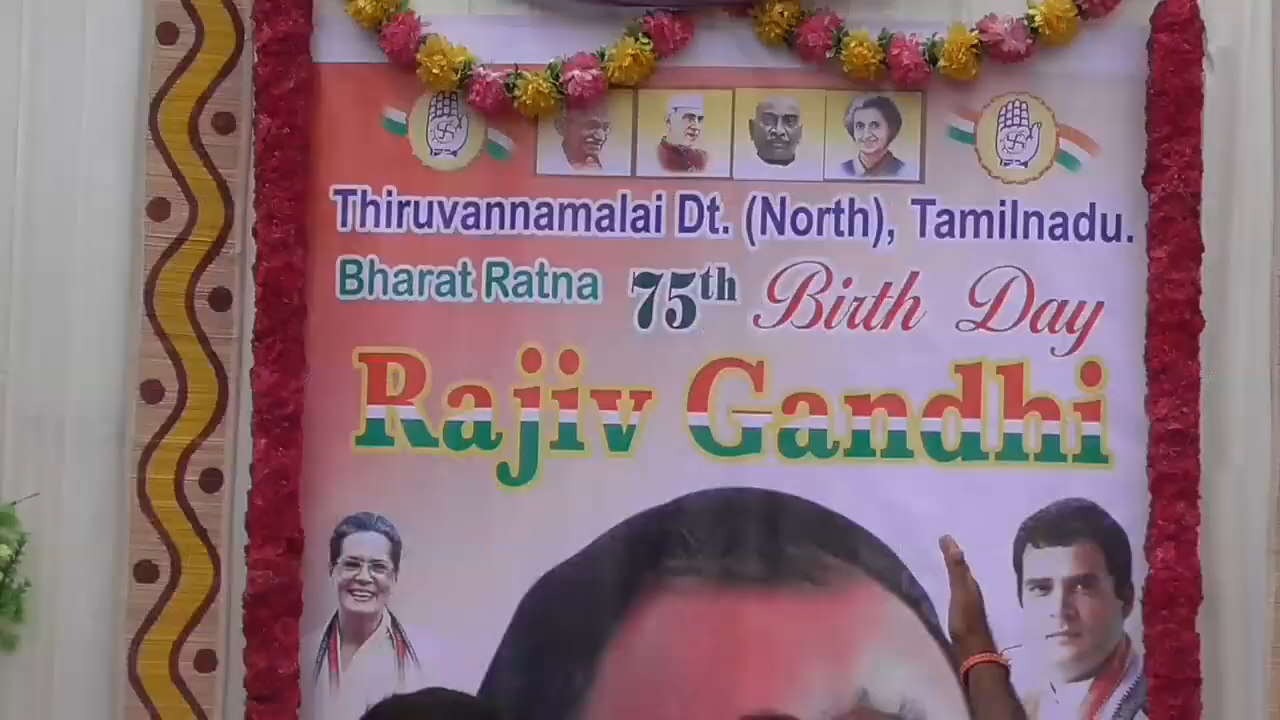 Thiruvannamalai Dt. (North), Tamilnadu.
Bharat Ratna 75th Birth Day
Rajiv Gandhi